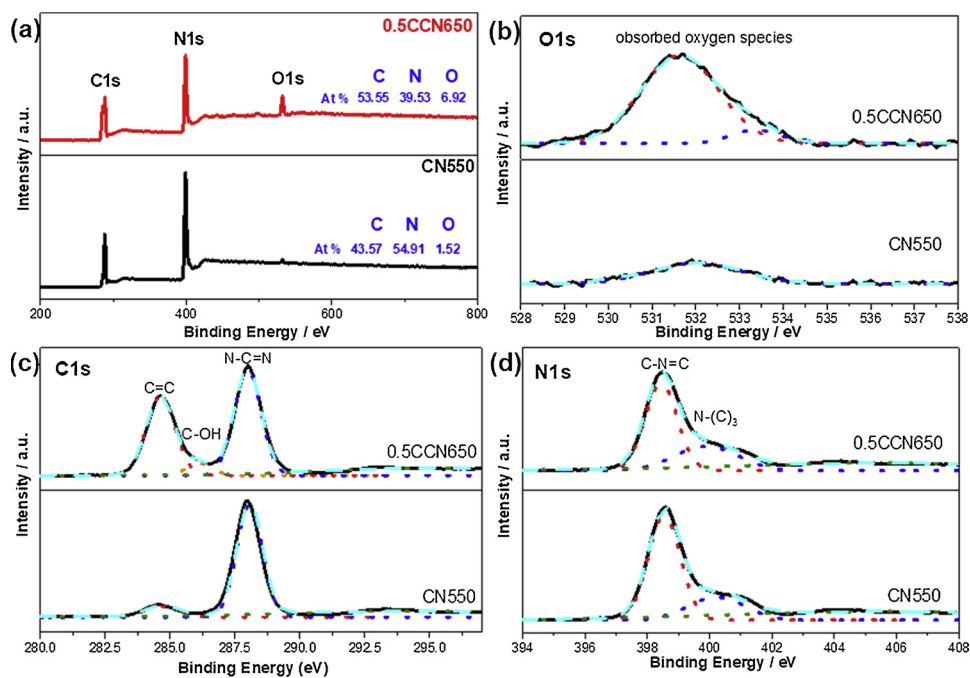 (a)
0.5CCN650
N1s
C1s
O1s
C N O
At % 53.55 39.53 6.92
CN550
C N O
At % 43.57 54.91 1.52
Intensity / a.u.
200 400 600 800
Binding Energy / eV
(b)
O1s
obsorbed oxygen species
0.5CCN650
CN550
Intensity / a.u.
528 529 530 531 532 533 534 535 536 537 538
Binding Energy / eV
(c)
C1s
N-C=N
C=C
C-OH
0.5CCN650
CN550
Intensity / a.u.
280.0 282.5 285.0 287.5 290.0 292.5 295.0
Binding Energy (eV)
(d)
N1s
C-N=C
N-(C)3
0.5CCN650
CN550
Intensity / a.u.
394 396 398 400 402 404 406 408
Binding Energy / eV